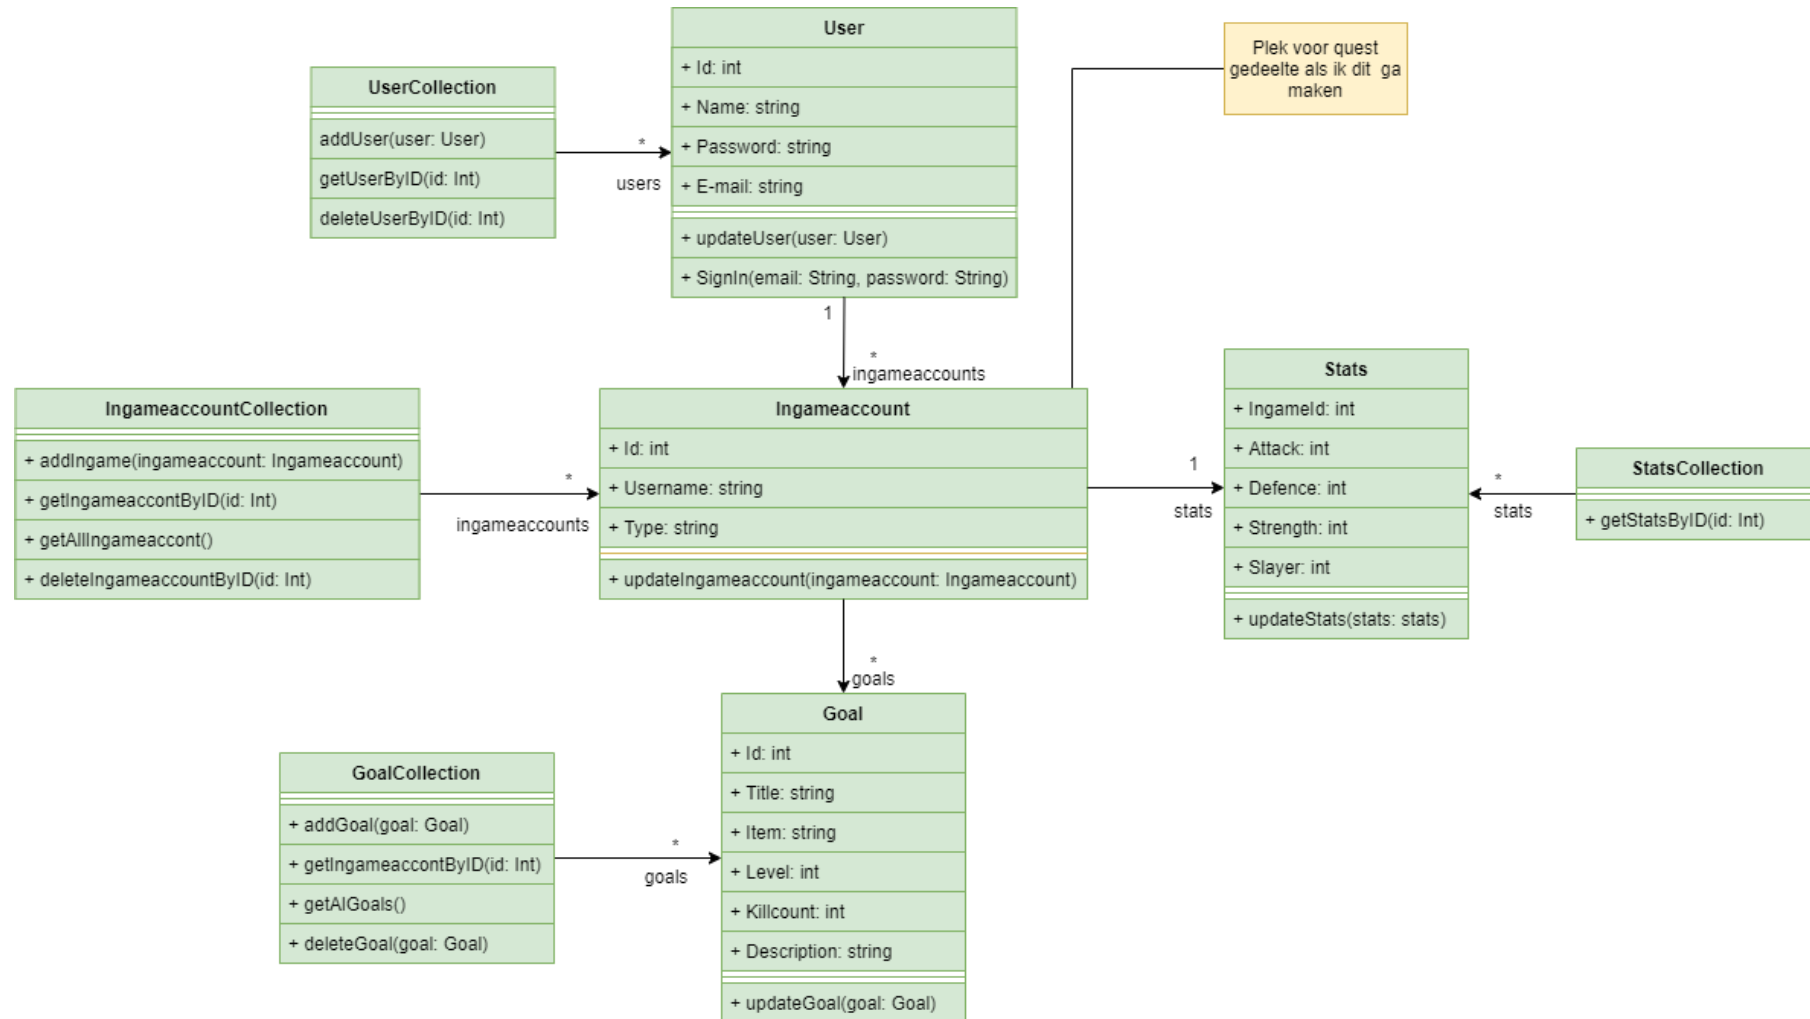 User
+ Id: int
+ Name: string
+ Password: string
+ E-mail: string
+ updateUser(user: User)
+ SignIn(email: String, password: String)
UserCollection
addUser(user: User)
getUserByID(id: Int)
deleteUserByID(id: Int)
*
users
Plek voor quest
gedeelte als ik dit ga
maken
1
*
ingameaccounts
IngameaccountCollection
+ addIngame(ingameaccount: Ingameaccount)
+ getIngameaccontByID(id: Int)
+ getAllIngameaccont()
+ deleteIngameaccountByID(id: Int)
*
ingameaccounts
Ingameaccount
+ Id: int
+ Username: string
+ Type: string
+ updateIngameaccount(ingameaccount: Ingameaccount)
1
stats
Stats
+ IngameId: int
+ Attack: int
+ Defence: int
+ Strength: int
+ Slayer: int
+ updateStats(stats: stats)
*
stats
StatsCollection
+ getStatsByID(id: Int)
*
goals
GoalCollection
+ addGoal(goal: Goal)
+ getIngameaccontByID(id: Int)
+ getAlGoals()
+ deleteGoal(goal: Goal)
*
goals
Goal
+ Id: int
+ Title: string
+ Item: string
+ Level: int
+ Killcount: int
+ Description: string
+ updateGoal(goal: Goal)